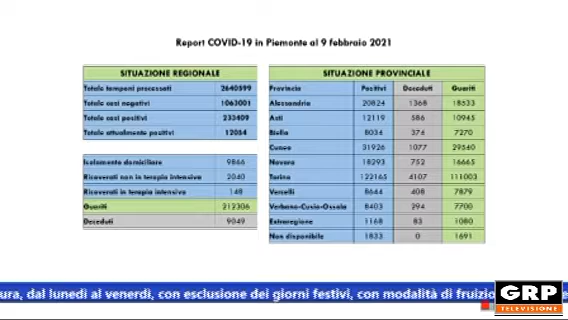 Report COVID-19 in Piemonte al 9 febbraio 2021
SITUAZIONE REGIONALE
Totale tamponi processati 2640599
Totale casi negativi 1063001
Totale casi positivi 233409
Totale attualmente positivi 12054
Isolamento domiciliare 9866
Ricoverati non in terapia intensiva 2040
Ricoverati in terapia intensiva 148
Guariti 212306
Deceduti 9049
SITUAZIONE PROVINCIALE
Provincia Positivi Deceduti Guariti
Alessandria 20824 1368 18533
Asti 12119 586 10945
Biella 8034 374 7270
Cuneo 31926 1077 29540
Novara 18293 752 16665
Torino 122165 4107 111003
Vercelli 8644 408 7879
Verbano-Cusio-Ossola 8403 294 7700
Extraregione 1168 83 1080
Non disponibile 1833 0 1691
ura, dal lunedì al venerdì, con esclusione dei giorni festivi, con modalità di fruizio
GRP
TELEVISIONE